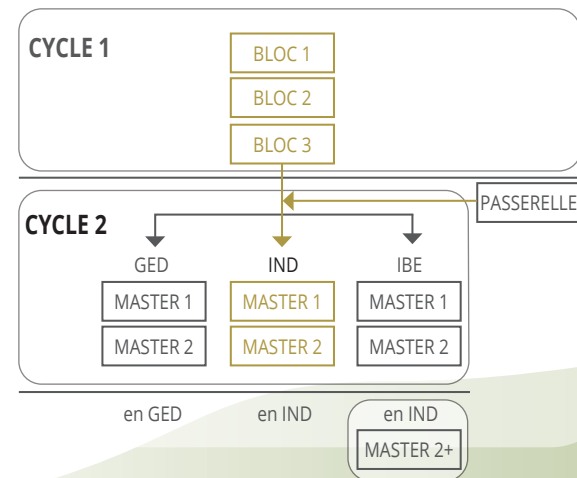 CYCLE 1
BLOC 1
BLOC 2
BLOC 3
PASSERELLE
CYCLE 2
GED IND IBE
MASTER 1 MASTER 1 MASTER 1
MASTER 2 MASTER 2 MASTER 2
en GED en IND en IND
MASTER 2+